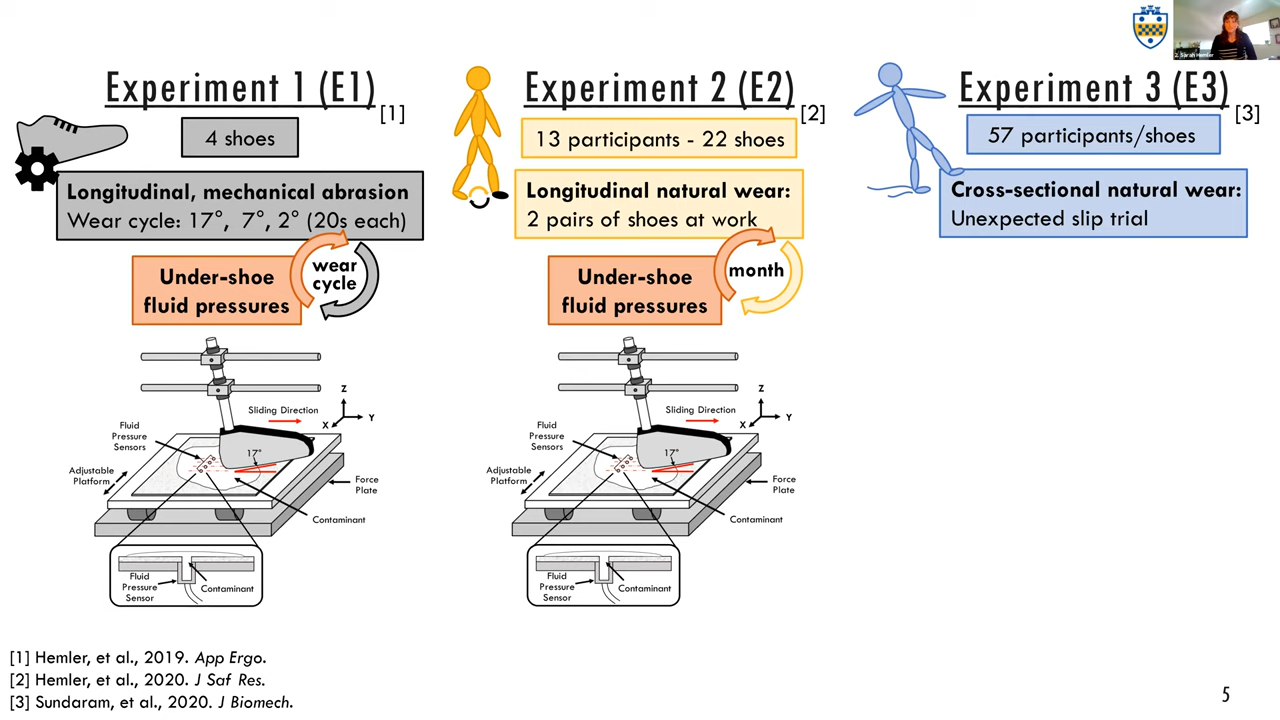 Experiment 1 (E1)
[1]
4 shoes
Longitudinal, mechanical abrasion
Wear cycle: 17°, 7°, 2° (20s each)
Under-shoe
fluid pressures
wear
cycle
Z
Sliding Direction
X
Y
Fluid
Pressure
Sensors
17°
Adjustable
Platform
Force
Plate
Contaminant
Fluid
Pressure
Sensor
Contaminant
Experiment 2 (E2)
[2]
13 participants - 22 shoes
Longitudinal natural wear:
2 pairs of shoes at work
Under-shoe
fluid pressures
month
Z
Sliding Direction
X
Y
Fluid
Pressure
Sensors
17°
Adjustable
Platform
Force
Plate
Contaminant
Fluid
Pressure
Sensor
Contaminant
Experiment 3 (E3)
[3]
57 participants/shoes
Cross-sectional natural wear:
Unexpected slip trial
Sarah Hemler
[1] Hemler, et al., 2019. App Ergo.
[2] Hemler, et al., 2020. J Saf Res.
[3] Sundaram, et al., 2020. J Biomech.
5